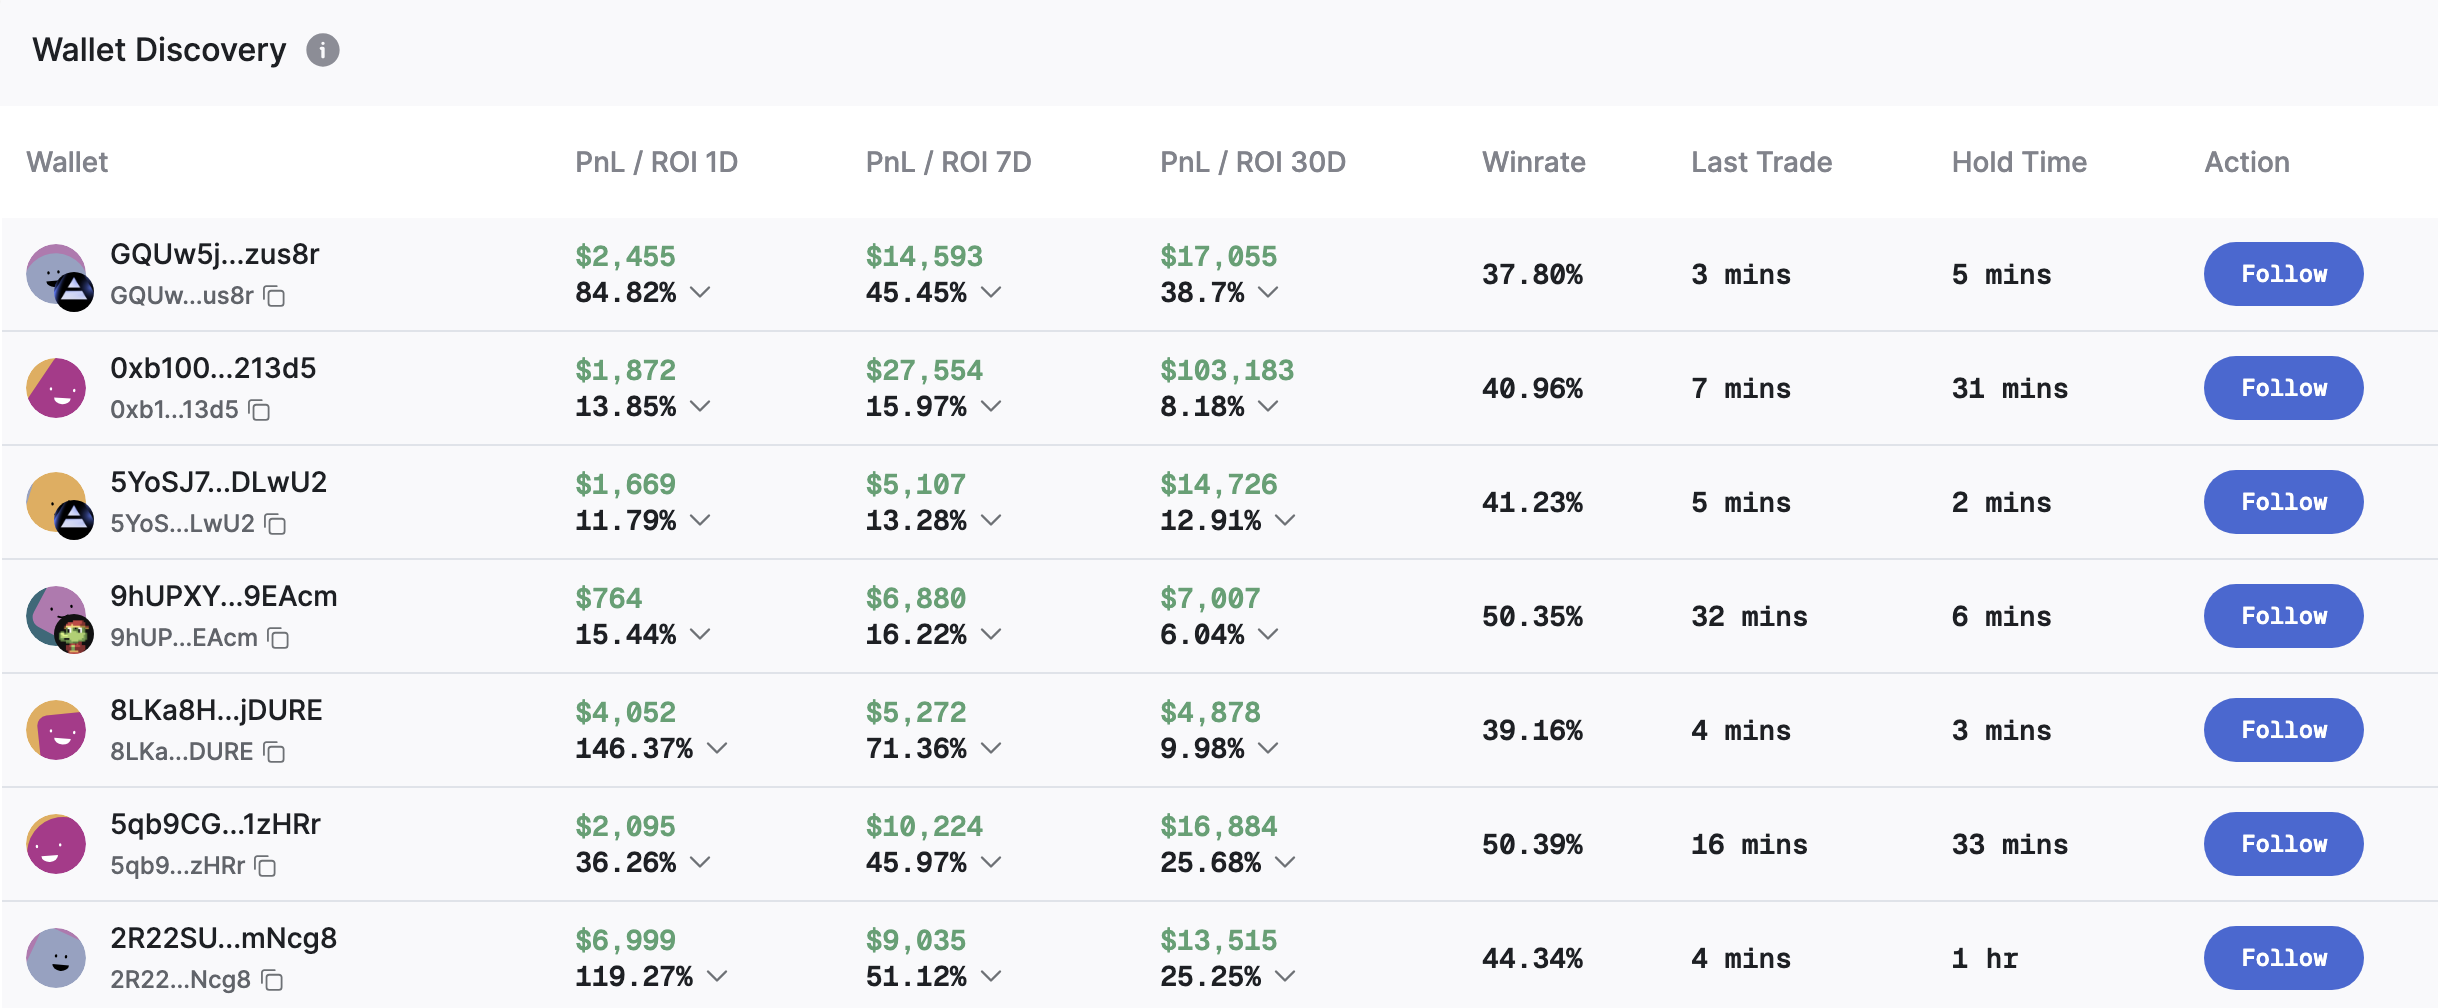 Wallet Discovery
Wallet PnL / ROI 1D PnL / ROI 7D PnL / ROI 30D Winrate Last Trade Hold Time Action
GQUw5j...zus8r $2,455 $14,593 $17,055 37.80% 3 mins 5 mins Follow
GQUw...us8r 84.82% 45.45% 38.7%
0xb100...213d5 $1,872 $27,554 $103,183 40.96% 7 mins 31 mins Follow
0xb1...13d5 13.85% 15.97% 8.18%
5YoSJ7...DLwU2 $1,669 $5,107 $14,726 41.23% 5 mins 2 mins Follow
5YoS...LwU2 11.79% 13.28% 12.91%
9hUPXY...9EAcm $764 $6,880 $7,007 50.35% 32 mins 6 mins Follow
9hUP...EAcm 15.44% 16.22% 6.04%
8LKa8H...jDURE $4,052 $5,272 $4,878 39.16% 4 mins 3 mins Follow
8LKa...DURE 146.37% 71.36% 9.98%
5qb9CG...1zHRr $2,095 $10,224 $16,884 50.39% 16 mins 33 mins Follow
5qb9...zHRr 36.26% 45.97% 25.68%
2R22SU...mNcg8 $6,999 $9,035 $13,515 44.34% 4 mins 1 hr Follow
2R22...Ncg8 119.27% 51.12% 25.25%